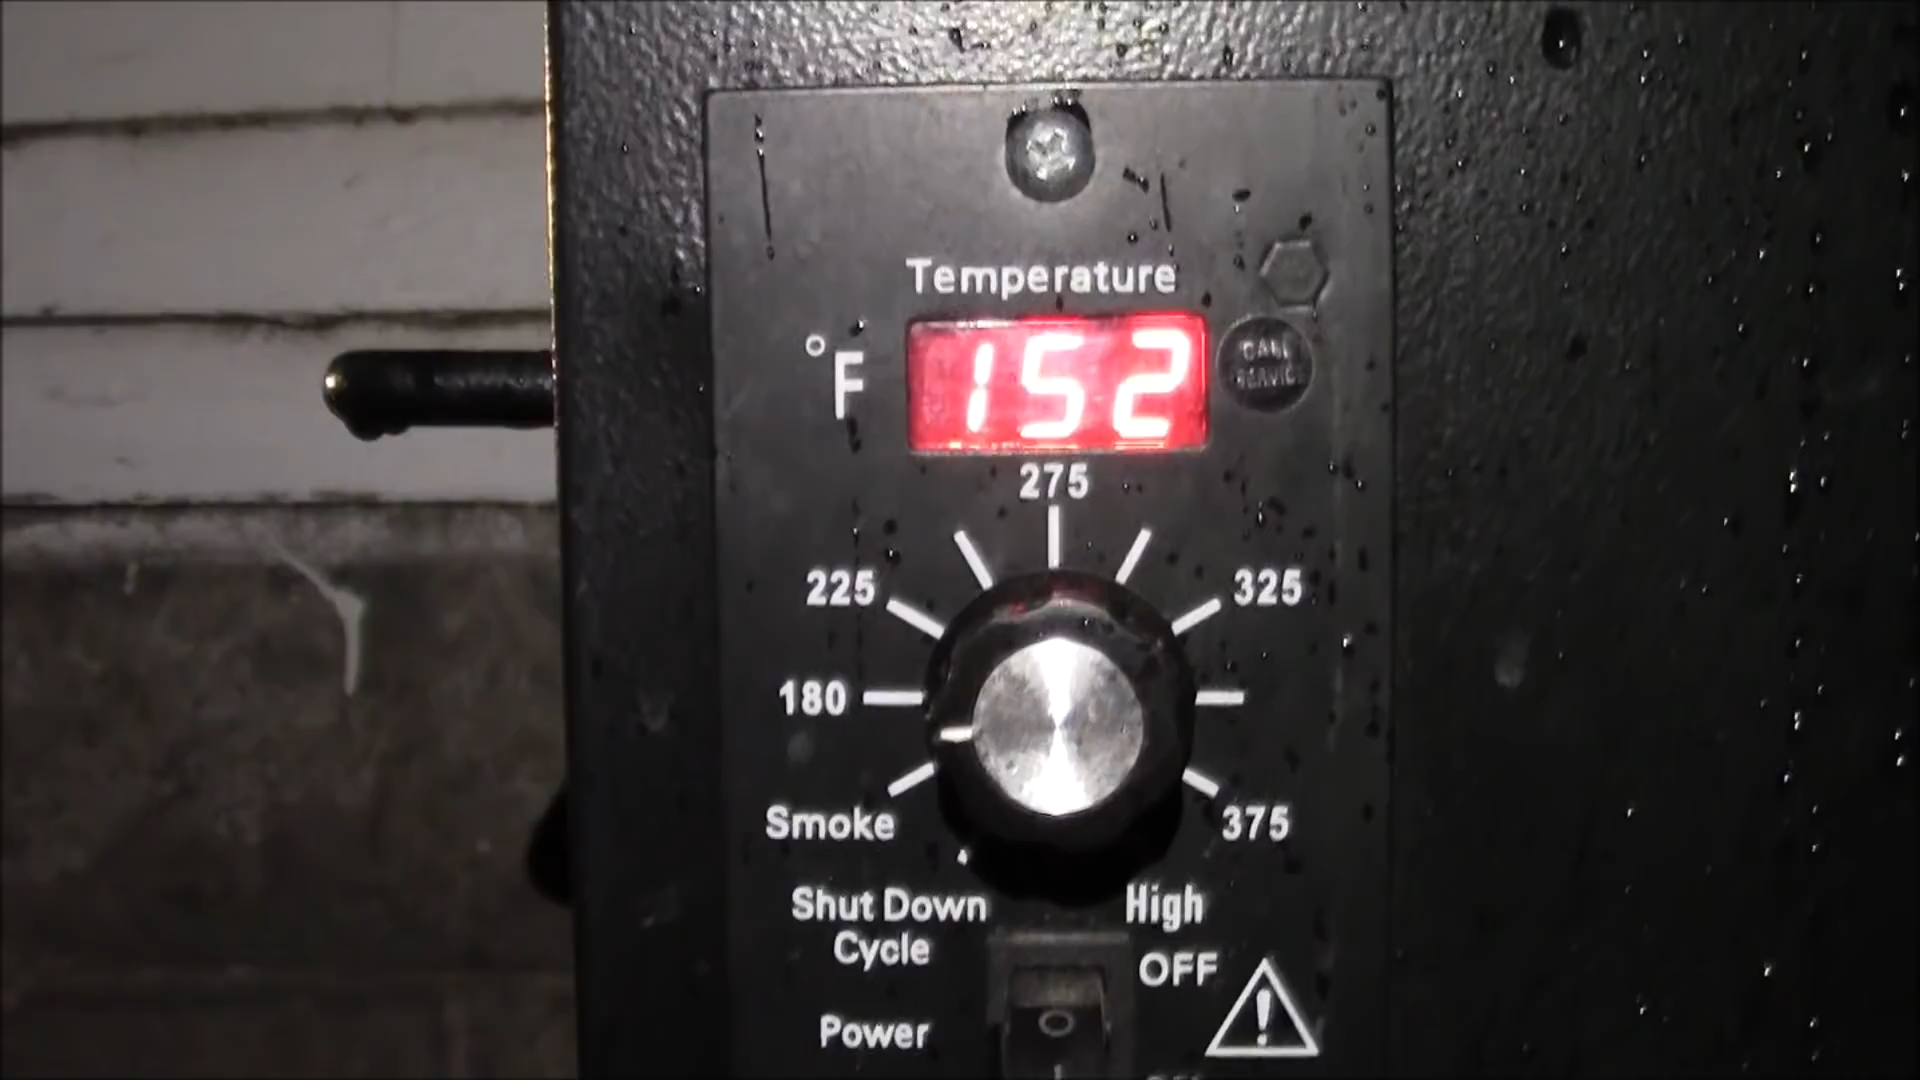 Temperature
°F
152
CALL
SERVICE
275
225
325
180
Smoke
375
Shut Down
Cycle
High
OFF
Power